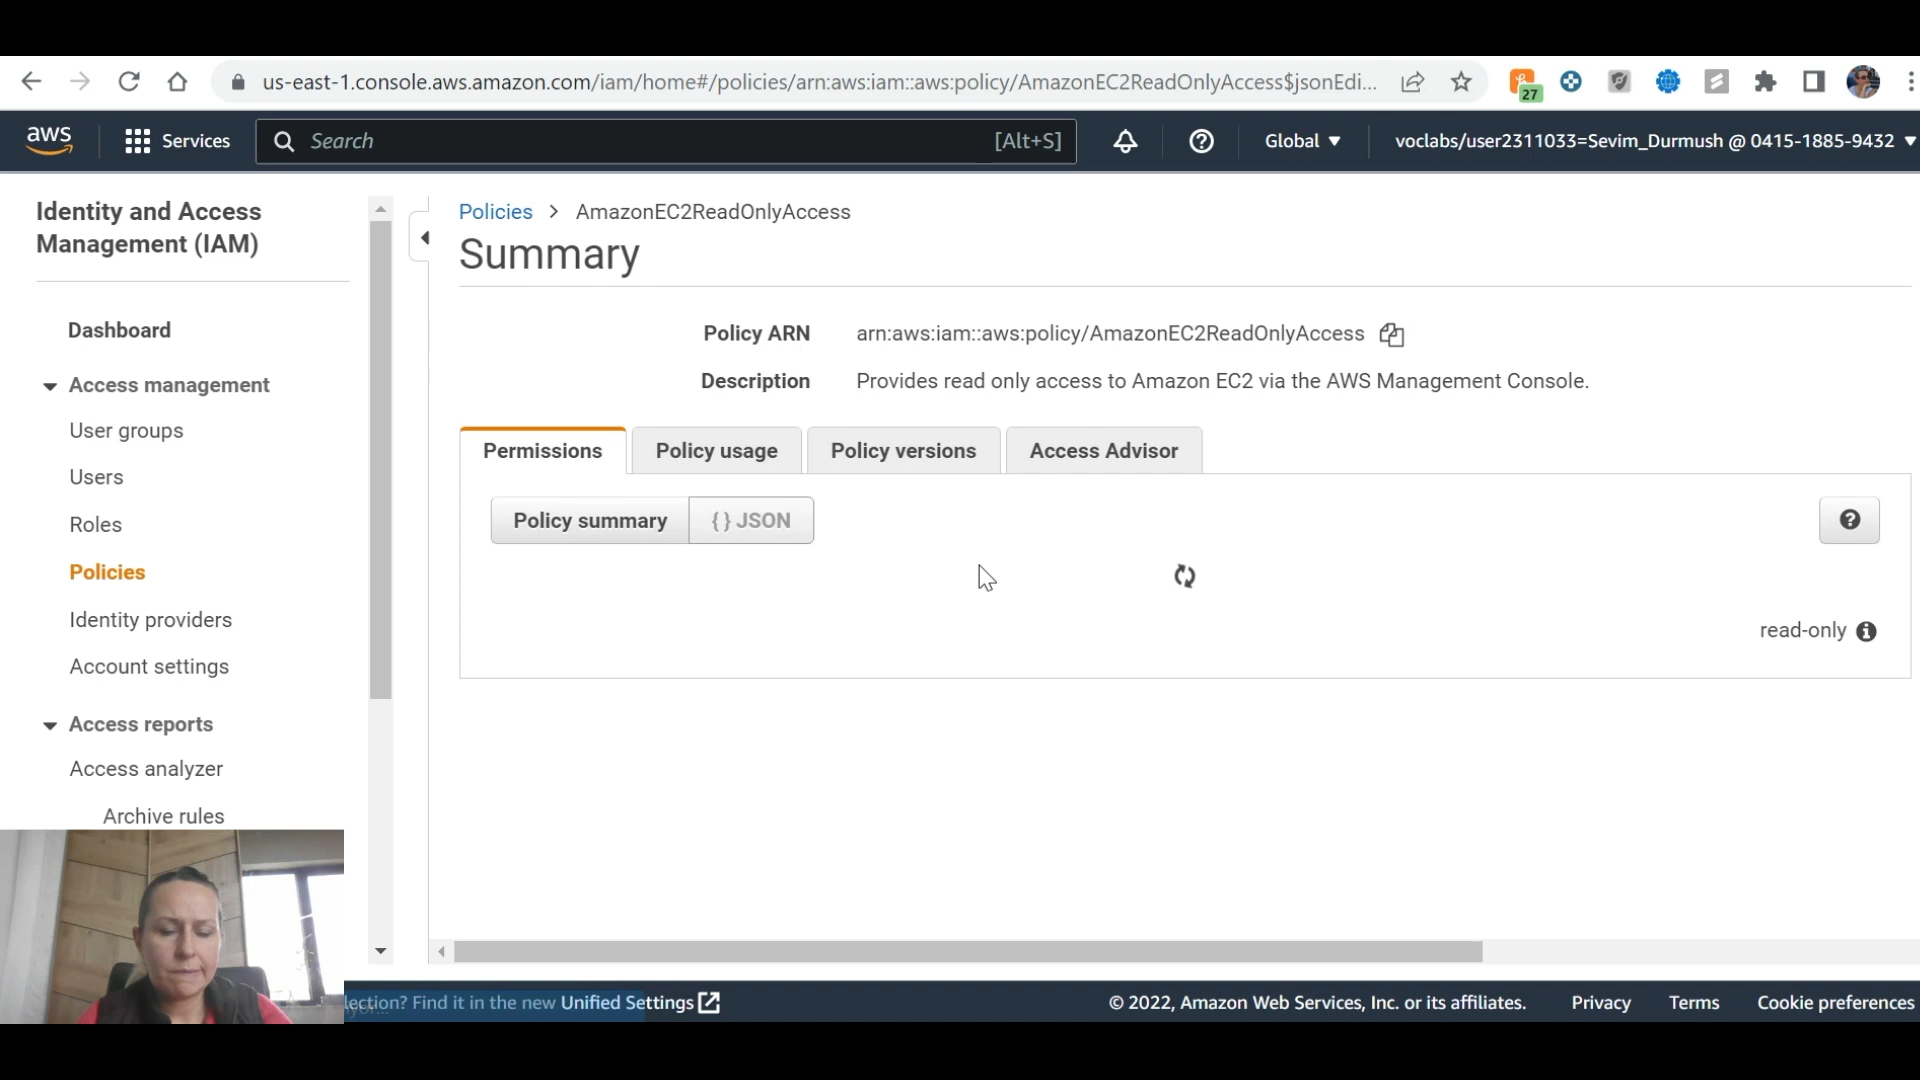 us-east-1.console.aws.amazon.com/iam/home#/policies/arn:aws:iam::aws:policy/AmazonEC2ReadOnlyAccess$jsonEdi...
27
aws
Services
Search
[Alt+S]
Global
voclabs/user2311033=Sevim_Durmush @ 0415-1885-9432
Identity and Access
Management (IAM)
Dashboard
Access management
User groups
Users
Roles
Policies
Identity providers
Account settings
Access reports
Access analyzer
Archive rules
Policies > AmazonEC2ReadOnlyAccess
Summary
Policy ARN arn:aws:iam::aws:policy/AmazonEC2ReadOnlyAccess
Description Provides read only access to Amazon EC2 via the AWS Management Console.
Permissions Policy usage Policy versions Access Advisor
Policy summary {} JSON
read-only
lection? Find it in the new Unified Settings
© 2022, Amazon Web Services, Inc. or its affiliates. Privacy Terms Cookie preferences